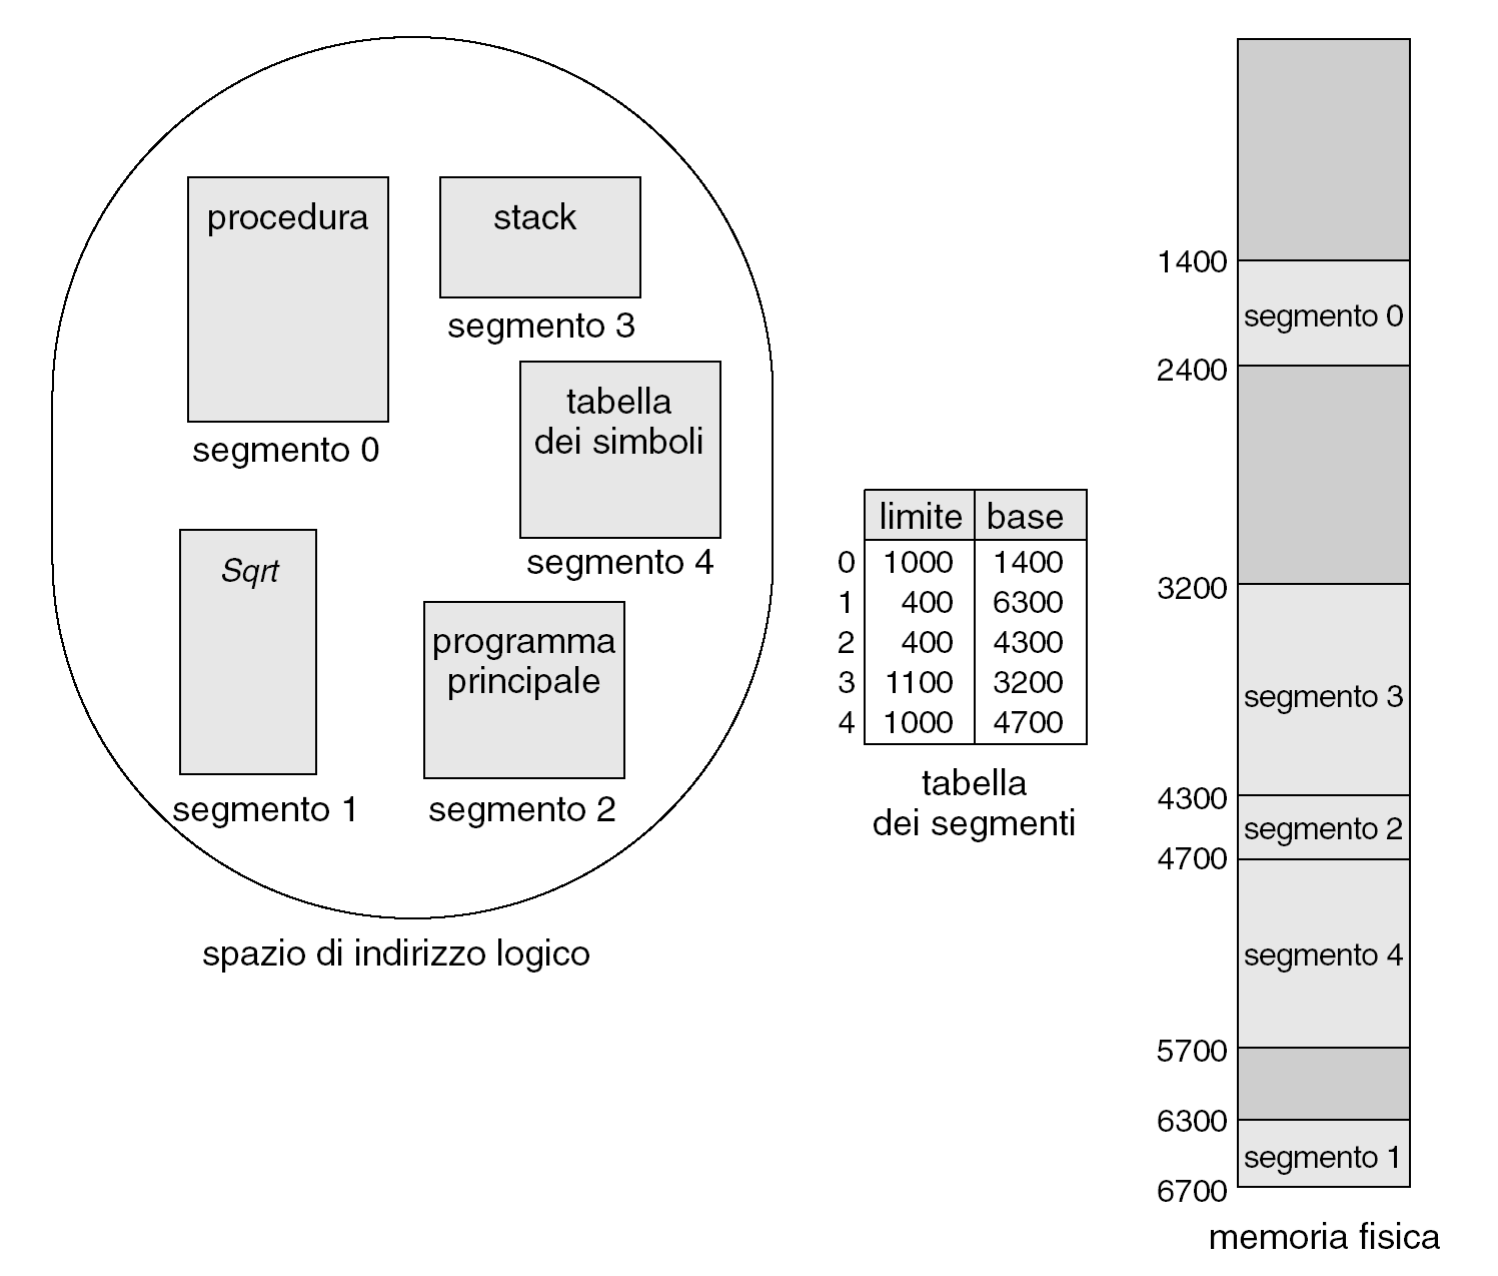 procedura
segmento 0
stack
segmento 3
tabella
dei simboli
segmento 4
Sqrt
segmento 1
programma
principale
segmento 2
spazio di indirizzo logico
limite base
0 1000 1400
1 400 6300
2 400 4300
3 1100 3200
4 1000 4700
tabella
dei segmenti
1400
segmento 0
2400
3200
segmento 3
4300
segmento 2
4700
segmento 4
5700
6300
segmento 1
6700
memoria fisica